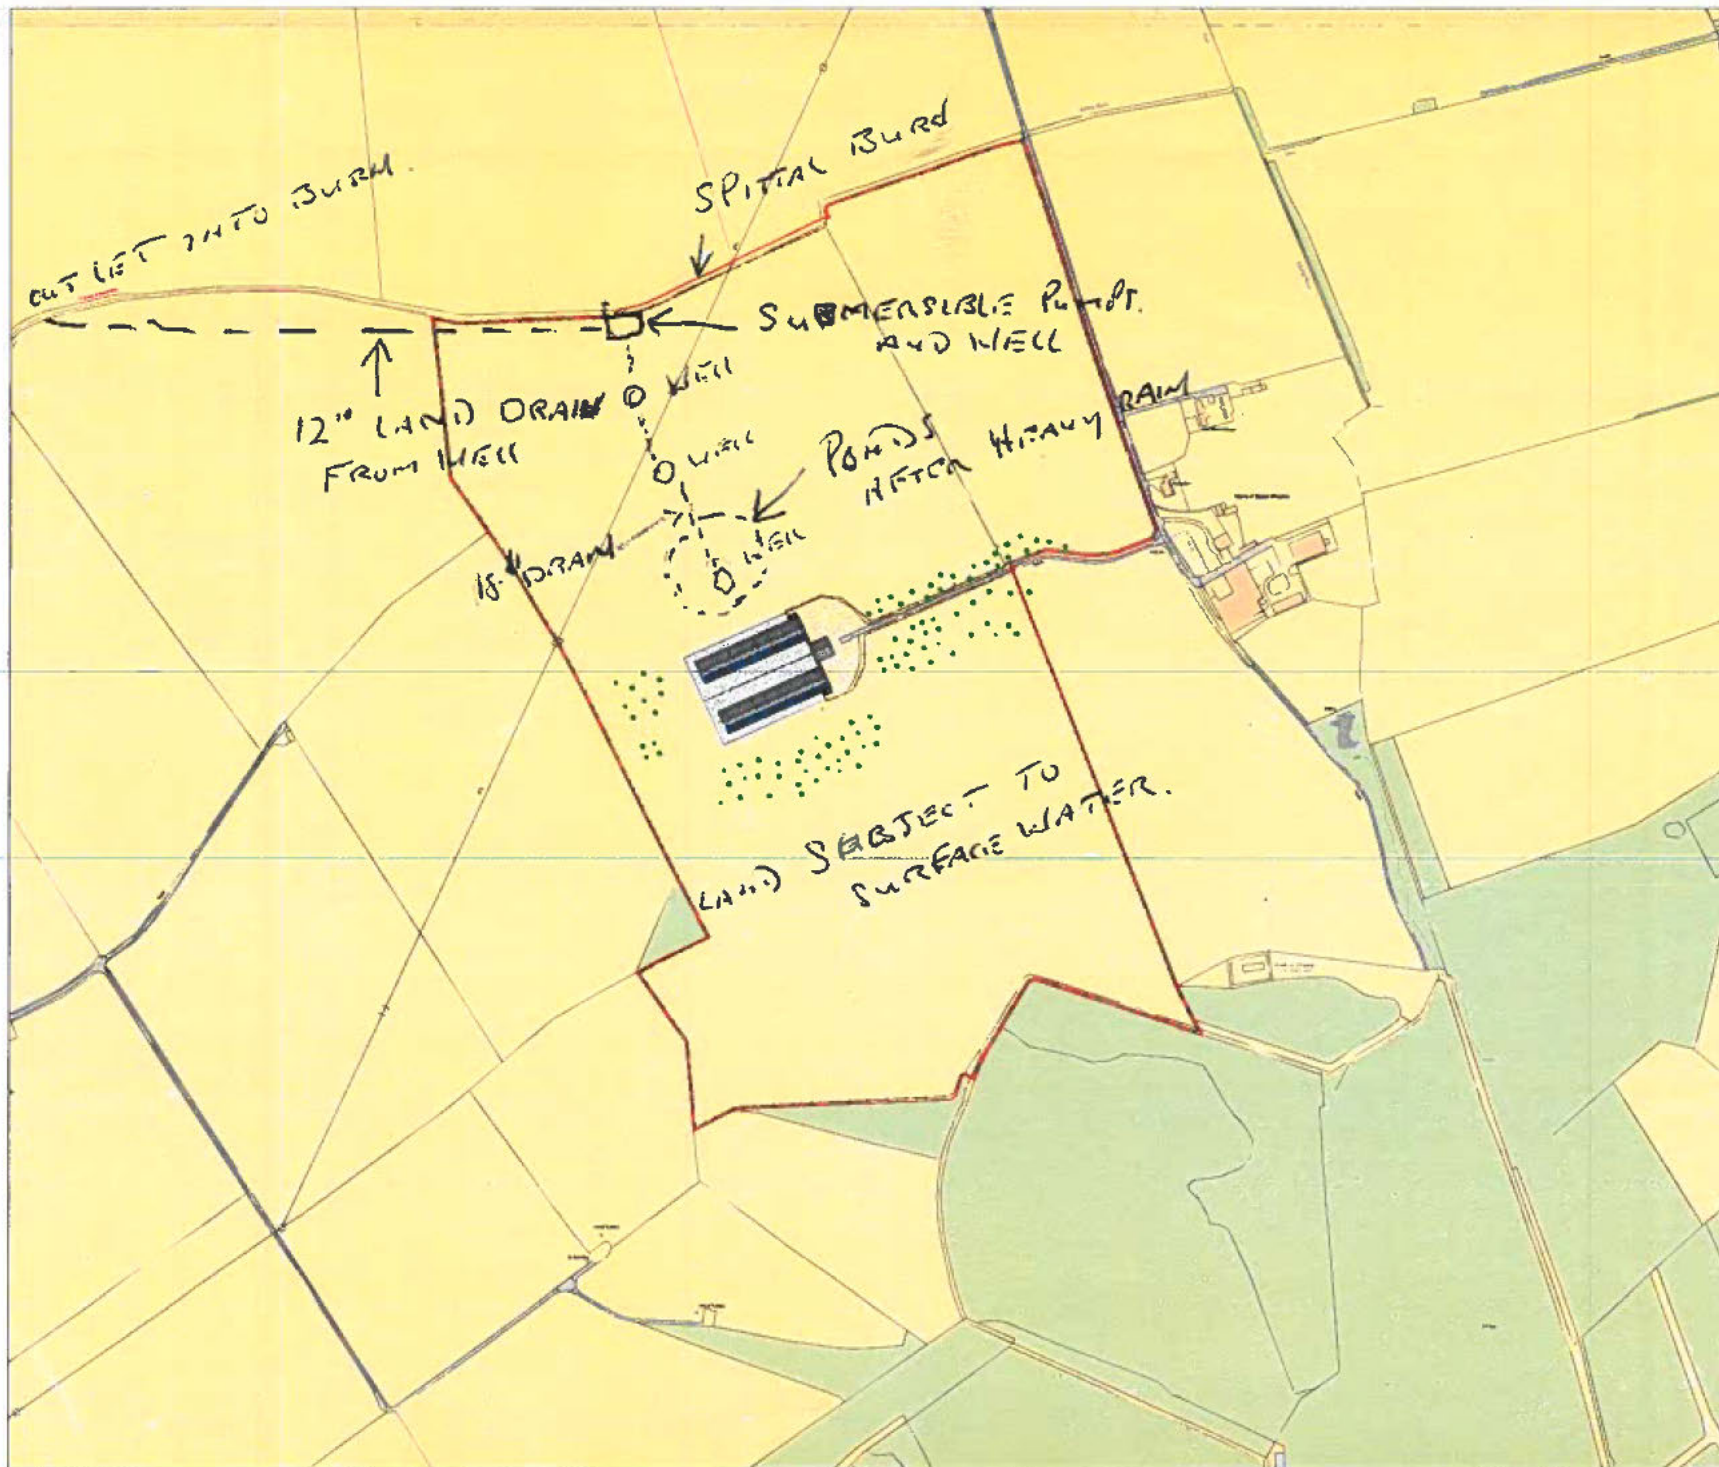 OUTLET INTO BURN.
SPITTAL BURN
SUBMERSIBLE PUMP.
AND WELL
12" LAND DRAIN
FROM WELL
WELL
WELL
PONDS
AFTER HEAVY RAIN
18" DRAIN
WELL
LAND SUBJECT TO
SURFACE WATER.